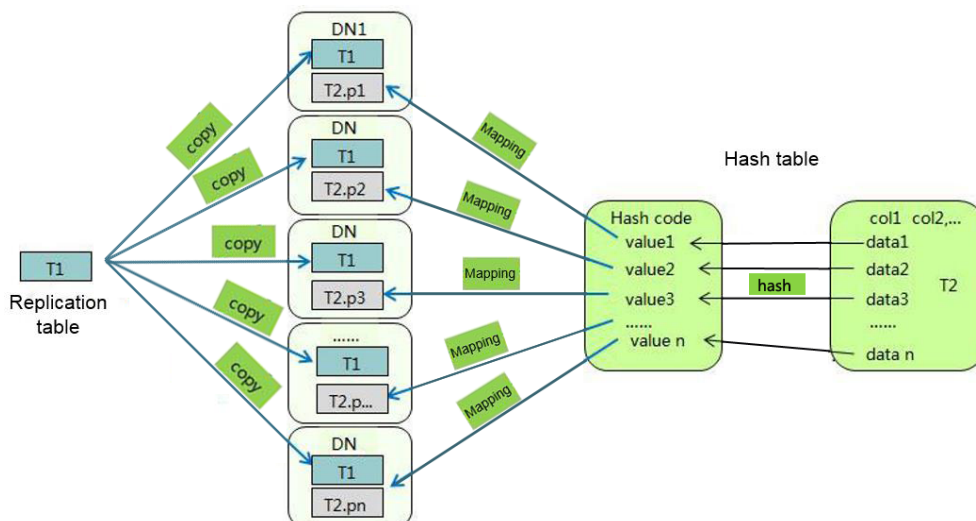 DN1
T1
T2.p1
DN
T1
T2.p2
DN
T1
T2.p3
......
T1
T2.p...
DN
T1
T2.pn
copy
copy
copy
copy
copy
T1
Replication
table
Mapping
Mapping
Mapping
Mapping
Mapping
Hash table
Hash code
value1
value2
value3
......
value n
hash
col1 col2,...
data1
data2
data3
......
data n
T2